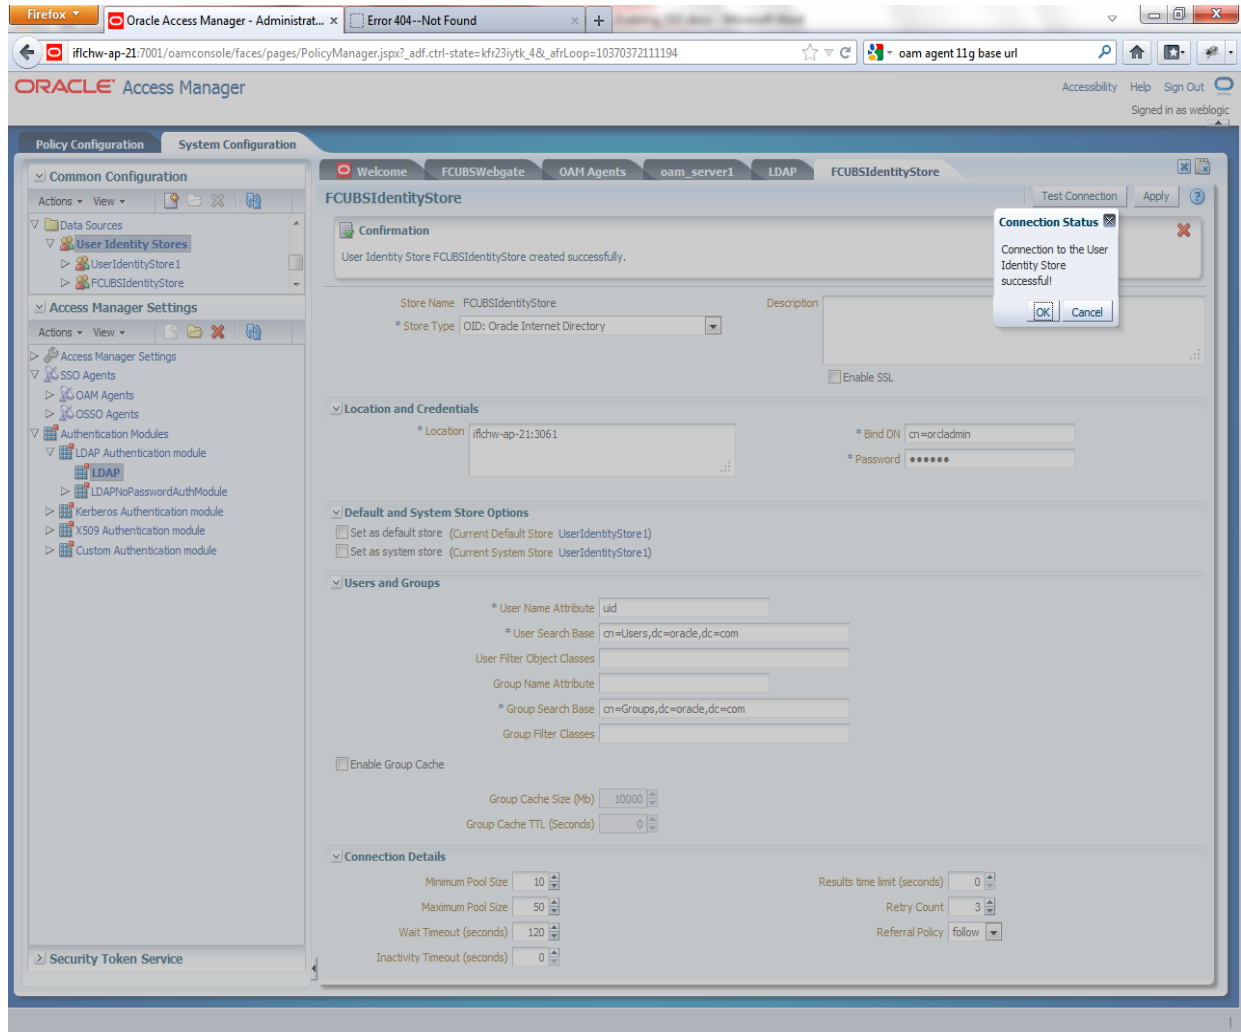 Firefox
Oracle Access Manager - Administrat... ×
Error 404--Not Found ×
+
iflchw-ap-21:7001/oamconsole/faces/pages/PolicyManager.jspx?_adf.ctrl-state=kfr23iytk_4&_afrLoop=10370372111194
oam agent 11g base url
ORACLE Access Manager
Accessibility Help Sign Out
Signed in as weblogic
Policy Configuration System Configuration
Common Configuration
Actions View
Data Sources
User Identity Stores
UserIdentityStore1
FCUBSIdentityStore
Access Manager Settings
Actions View
Access Manager Settings
SSO Agents
OAM Agents
OSSO Agents
Authentication Modules
LDAP Authentication module
LDAP
LDAPNoPasswordAuthModule
Kerberos Authentication module
X509 Authentication module
Custom Authentication module
Security Token Service
Welcome FCUBSWebgate OAM Agents oam_server1 LDAP FCUBSIdentityStore
FCUBSIdentityStore
Test Connection Apply ?
Confirmation
User Identity Store FCUBSIdentityStore created successfully.
Connection Status
Connection to the User
Identity Store
successful!
OK Cancel
Store Name FCUBSIdentityStore
Description
* Store Type OID: Oracle Internet Directory
Enable SSL
Location and Credentials
* Location iflchw-ap-21:3061
* Bind DN cn=orcladmin
* Password ●●●●●●
Default and System Store Options
Set as default store (Current Default Store UserIdentityStore1)
Set as system store (Current System Store UserIdentityStore1)
Users and Groups
* User Name Attribute uid
* User Search Base cn=Users,dc=oracle,dc=com
User Filter Object Classes
Group Name Attribute
* Group Search Base cn=Groups,dc=oracle,dc=com
Group Filter Classes
Enable Group Cache
Group Cache Size (Mb) 10000
Group Cache TTL (Seconds) 0
Connection Details
Minimum Pool Size 10
Results time limit (seconds) 0
Maximum Pool Size 50
Retry Count 3
Wait Timeout (seconds) 120
Referral Policy follow
Inactivity Timeout (seconds) 0